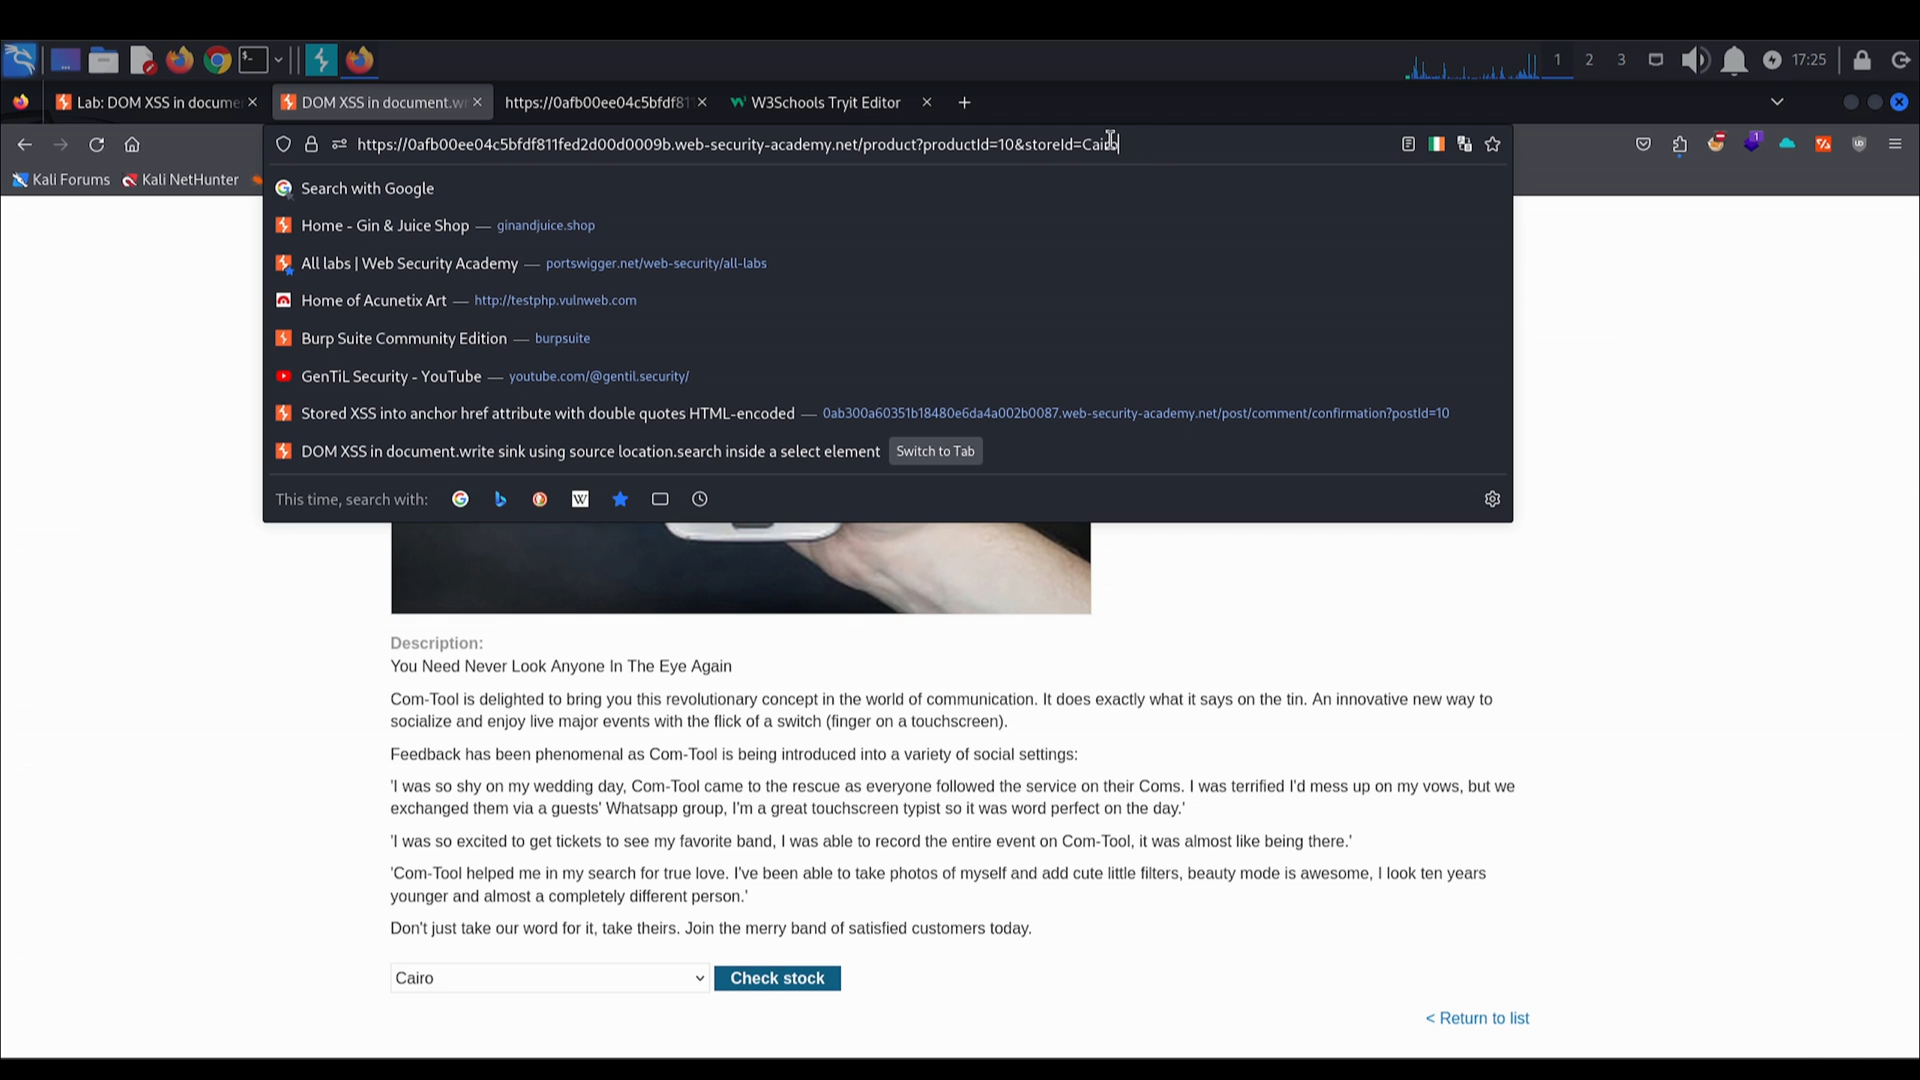 1 2 3 17:25
Lab: DOM XSS in docume
DOM XSS in document.w
https://0afb00ee04c5bfdf81
W3Schools Tryit Editor
https://0afb00ee04c5bfdf811fed2d00d0009b.web-security-academy.net/product?productId=10&storeId=Cairo
1
Kali Forums Kali NetHunter
Search with Google
Home - Gin & Juice Shop — ginandjuice.shop
All labs | Web Security Academy — portswigger.net/web-security/all-labs
Home of Acunetix Art — http://testphp.vulnweb.com
Burp Suite Community Edition — burpsuite
GenTiL Security - YouTube — youtube.com/@gentil.security/
Stored XSS into anchor href attribute with double quotes HTML-encoded — 0ab300a60351b18480e6da4a002b0087.web-security-academy.net/post/comment/confirmation?postId=10
DOM XSS in document.write sink using source location.search inside a select element Switch to Tab
This time, search with:
Description:
You Need Never Look Anyone In The Eye Again
Com-Tool is delighted to bring you this revolutionary concept in the world of communication. It does exactly what it says on the tin. An innovative new way to
socialize and enjoy live major events with the flick of a switch (finger on a touchscreen).
Feedback has been phenomenal as Com-Tool is being introduced into a variety of social settings:
'I was so shy on my wedding day, Com-Tool came to the rescue as everyone followed the service on their Coms. I was terrified I'd mess up on my vows, but we
exchanged them via a guests' Whatsapp group, I'm a great touchscreen typist so it was word perfect on the day.'
'I was so excited to get tickets to see my favorite band, I was able to record the entire event on Com-Tool, it was almost like being there.'
'Com-Tool helped me in my search for true love. I've been able to take photos of myself and add cute little filters, beauty mode is awesome, I look ten years
younger and almost a completely different person.'
Don't just take our word for it, take theirs. Join the merry band of satisfied customers today.
Cairo Check stock
< Return to list